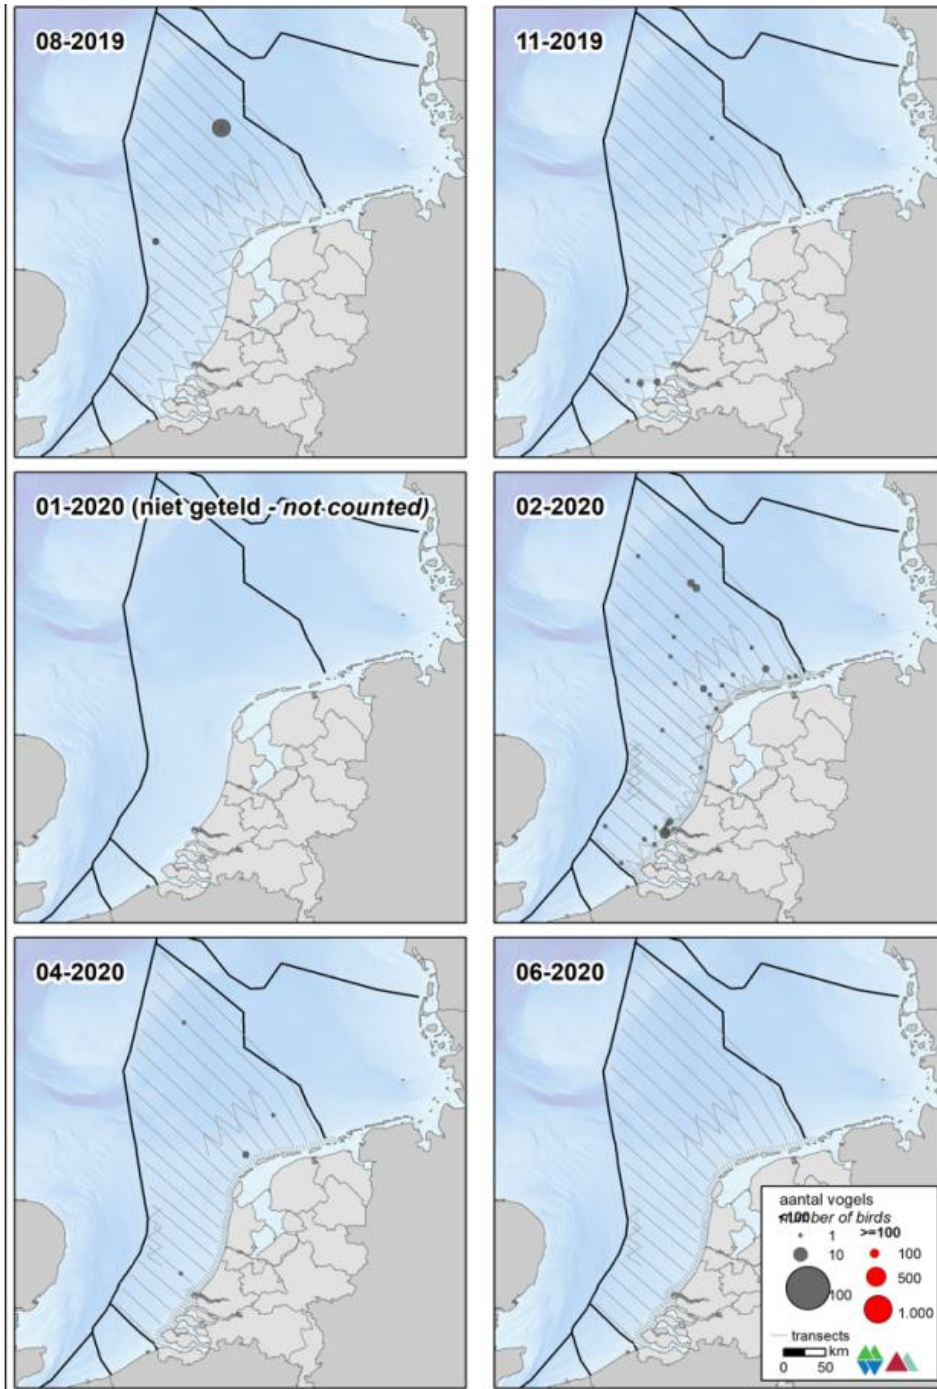 08-2019
11-2019
01-2020 (niet geteld - not counted)
02-2020
04-2020
06-2020
aantal vogels
number of birds
<100
>=100
1
100
10
500
100
1.000
transects
km
0 50